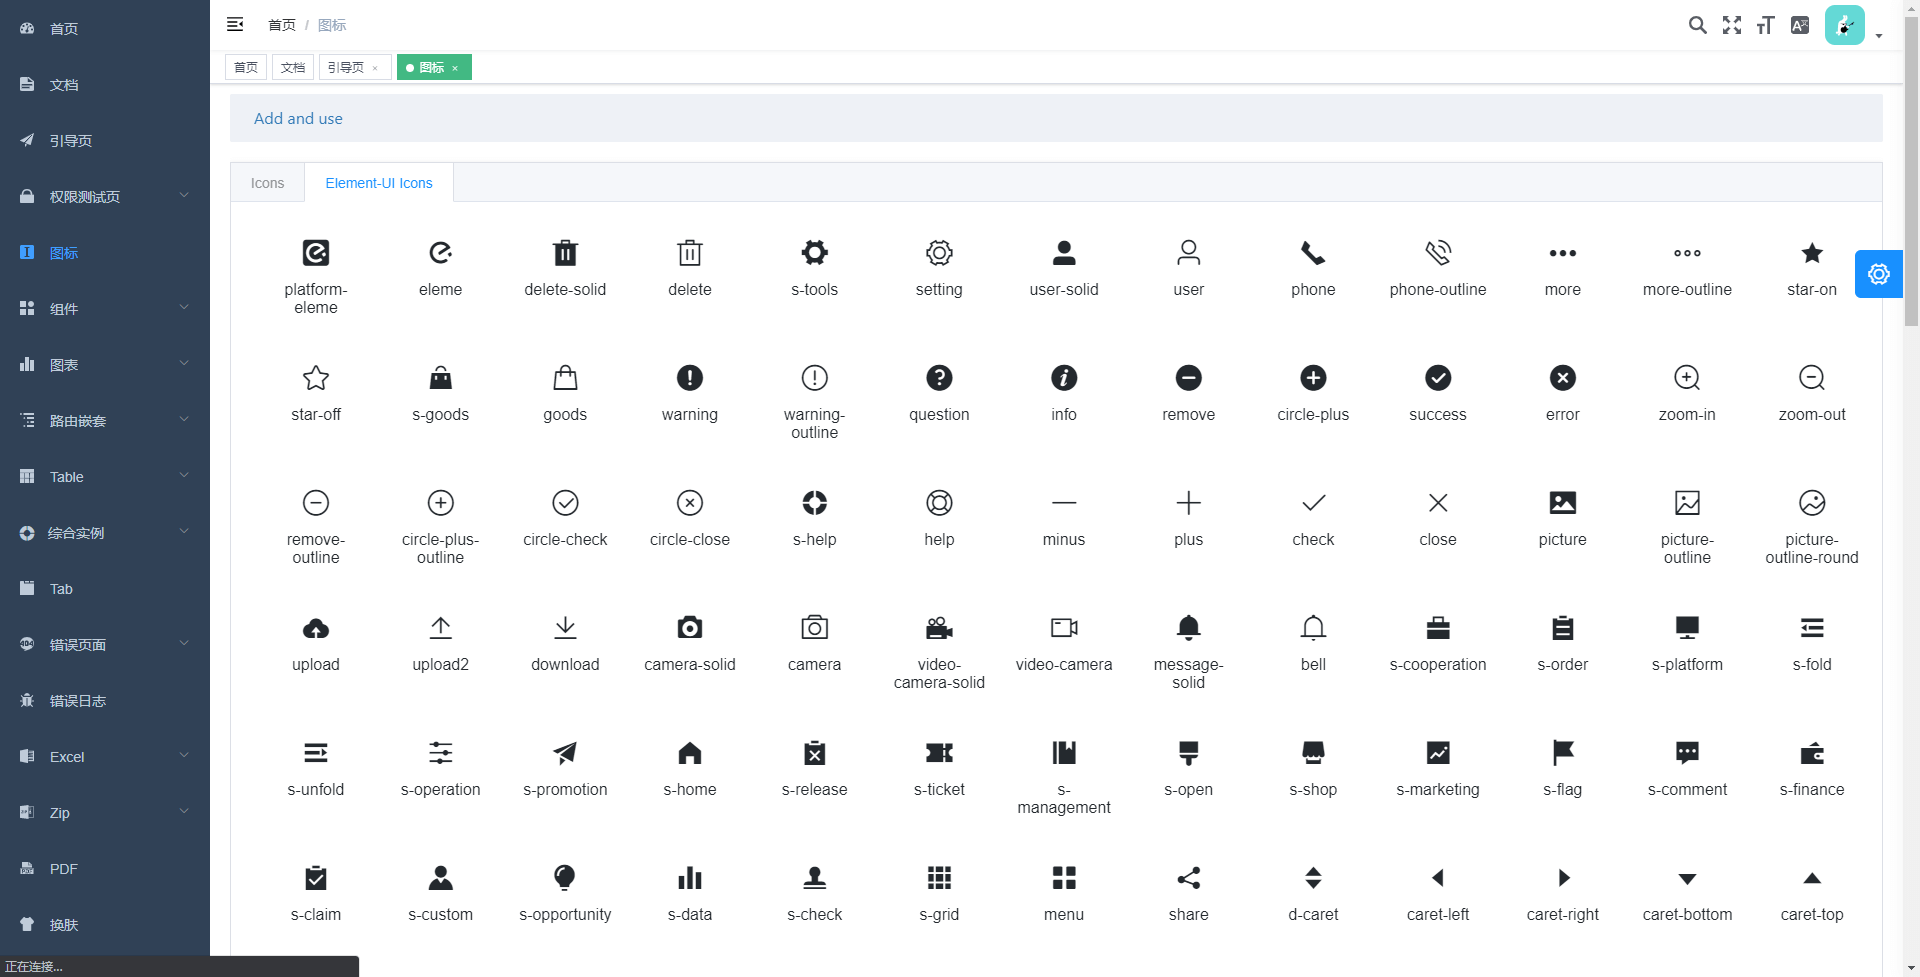 首页
文档
引导页
权限测试页
图标
组件
图表
路由嵌套
Table
综合实例
Tab
错误页面
错误日志
Excel
Zip
PDF
换肤
正在连接...
首页 / 图标
首页 文档 引导页 × 图标 ×
Add and use
Icons Element-UI Icons
platform-
eleme
eleme
delete-solid
delete
s-tools
setting
user-solid
user
phone
phone-outline
more
more-outline
star-on
star-off
s-goods
goods
warning
warning-
outline
question
info
remove
circle-plus
success
error
zoom-in
zoom-out
remove-
outline
circle-plus-
outline
circle-check
circle-close
s-help
help
minus
plus
check
close
picture
picture-
outline
picture-
outline-round
upload
upload2
download
camera-solid
camera
video-
camera-solid
video-camera
message-
solid
bell
s-cooperation
s-order
s-platform
s-fold
s-unfold
s-operation
s-promotion
s-home
s-release
s-ticket
s-
management
s-open
s-shop
s-marketing
s-flag
s-comment
s-finance
s-claim
s-custom
s-opportunity
s-data
s-check
s-grid
menu
share
d-caret
caret-left
caret-right
caret-bottom
caret-top